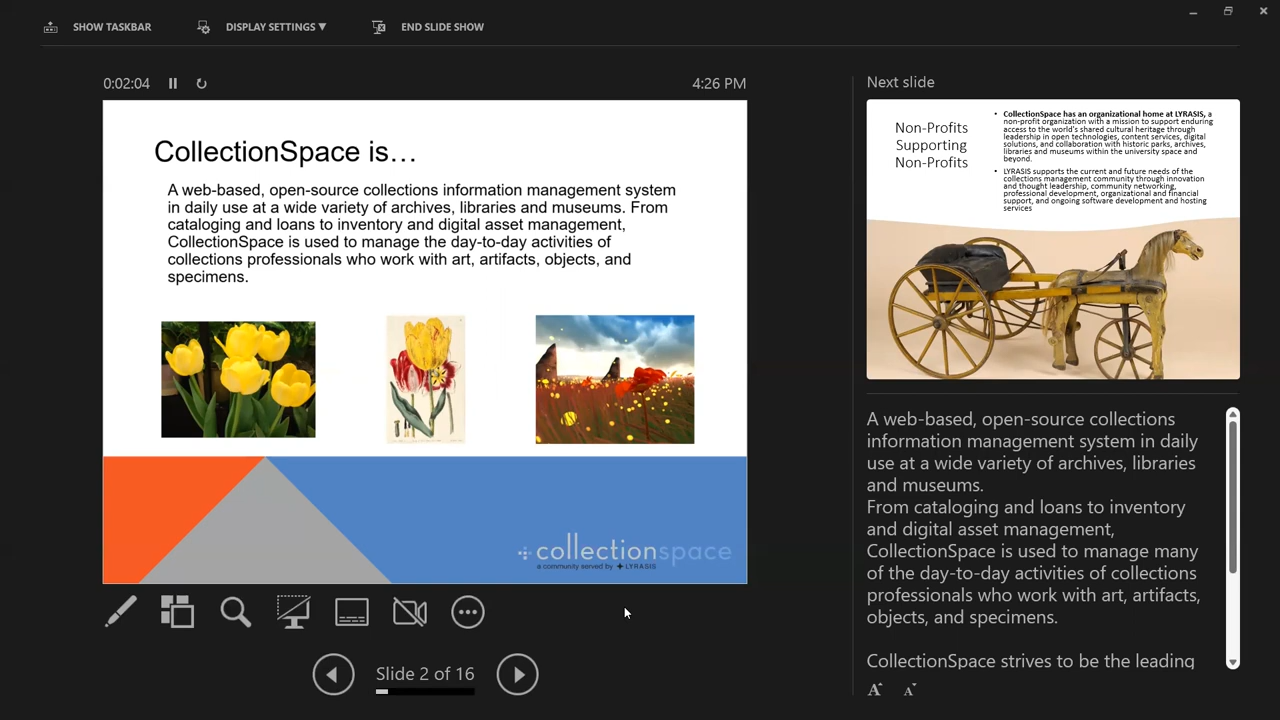 SHOW TASKBAR
DISPLAY SETTINGS ▼
END SLIDE SHOW
0:02:04
4:26 PM
CollectionSpace is…
A web-based, open-source collections information management system
in daily use at a wide variety of archives, libraries and museums. From
cataloging and loans to inventory and digital asset management,
CollectionSpace is used to manage the day-to-day activities of
collections professionals who work with art, artifacts, objects, and
specimens.
collectionspace
a community served by LYRASIS
Slide 2 of 16
Next slide
Non-Profits
Supporting
Non-Profits
• CollectionSpace has an organizational home at LYRASIS, a
non-profit organization with a mission to support enduring
access to the world's shared cultural heritage through
leadership in open technologies, content services, digital
solutions, and collaboration with historic parks, archives,
libraries and museums within the university space and
beyond.
• LYRASIS supports the current and future needs of the
collections management community through innovation
and thought leadership, community networking,
professional development, organizational and financial
support, and ongoing software development and hosting
services
A web-based, open-source collections
information management system in daily
use at a wide variety of archives, libraries
and museums.
From cataloging and loans to inventory
and digital asset management,
CollectionSpace is used to manage many
of the day-to-day activities of collections
professionals who work with art, artifacts,
objects, and specimens.
CollectionSpace strives to be the leading
A A